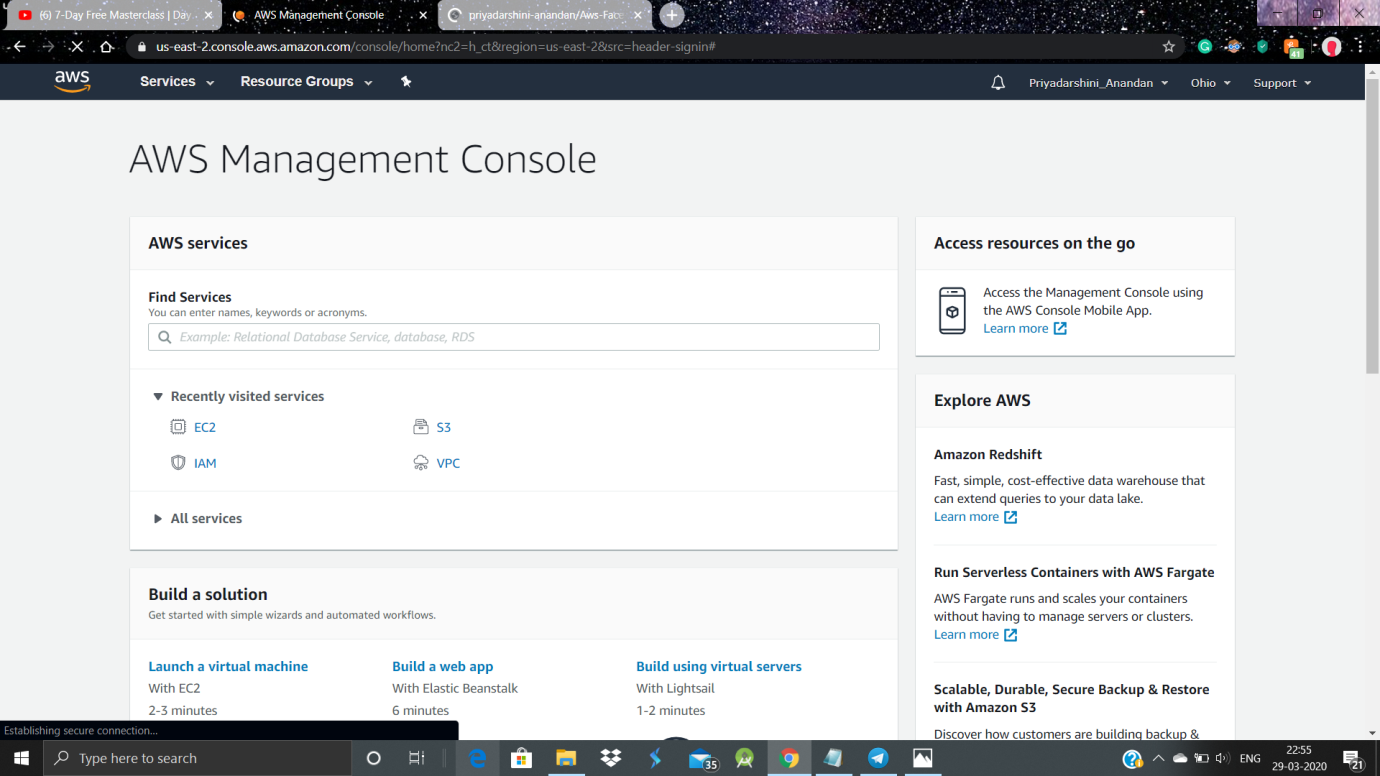 (6) 7-Day Free Masterclass | Day
AWS Management Console
priyadarshini-anandan/Aws-Face
us-east-2.console.aws.amazon.com/console/home?nc2=h_ct&region=us-east-2&src=header-signin#
41
aws
Services
Resource Groups
Priyadarshini_Anandan
Ohio
Support
AWS Management Console
AWS services
Find Services
You can enter names, keywords or acronyms.
Example: Relational Database Service, database, RDS
Recently visited services
EC2
S3
IAM
VPC
All services
Build a solution
Get started with simple wizards and automated workflows.
Launch a virtual machine
With EC2
2-3 minutes
Build a web app
With Elastic Beanstalk
6 minutes
Build using virtual servers
With Lightsail
1-2 minutes
Access resources on the go
Access the Management Console using
the AWS Console Mobile App.
Learn more
Explore AWS
Amazon Redshift
Fast, simple, cost-effective data warehouse that
can extend queries to your data lake.
Learn more
Run Serverless Containers with AWS Fargate
AWS Fargate runs and scales your containers
without having to manage servers or clusters.
Learn more
Scalable, Durable, Secure Backup & Restore
with Amazon S3
Discover how customers are building backup &
Establishing secure connection...
Type here to search
35
ENG
22:55
29-03-2020
21